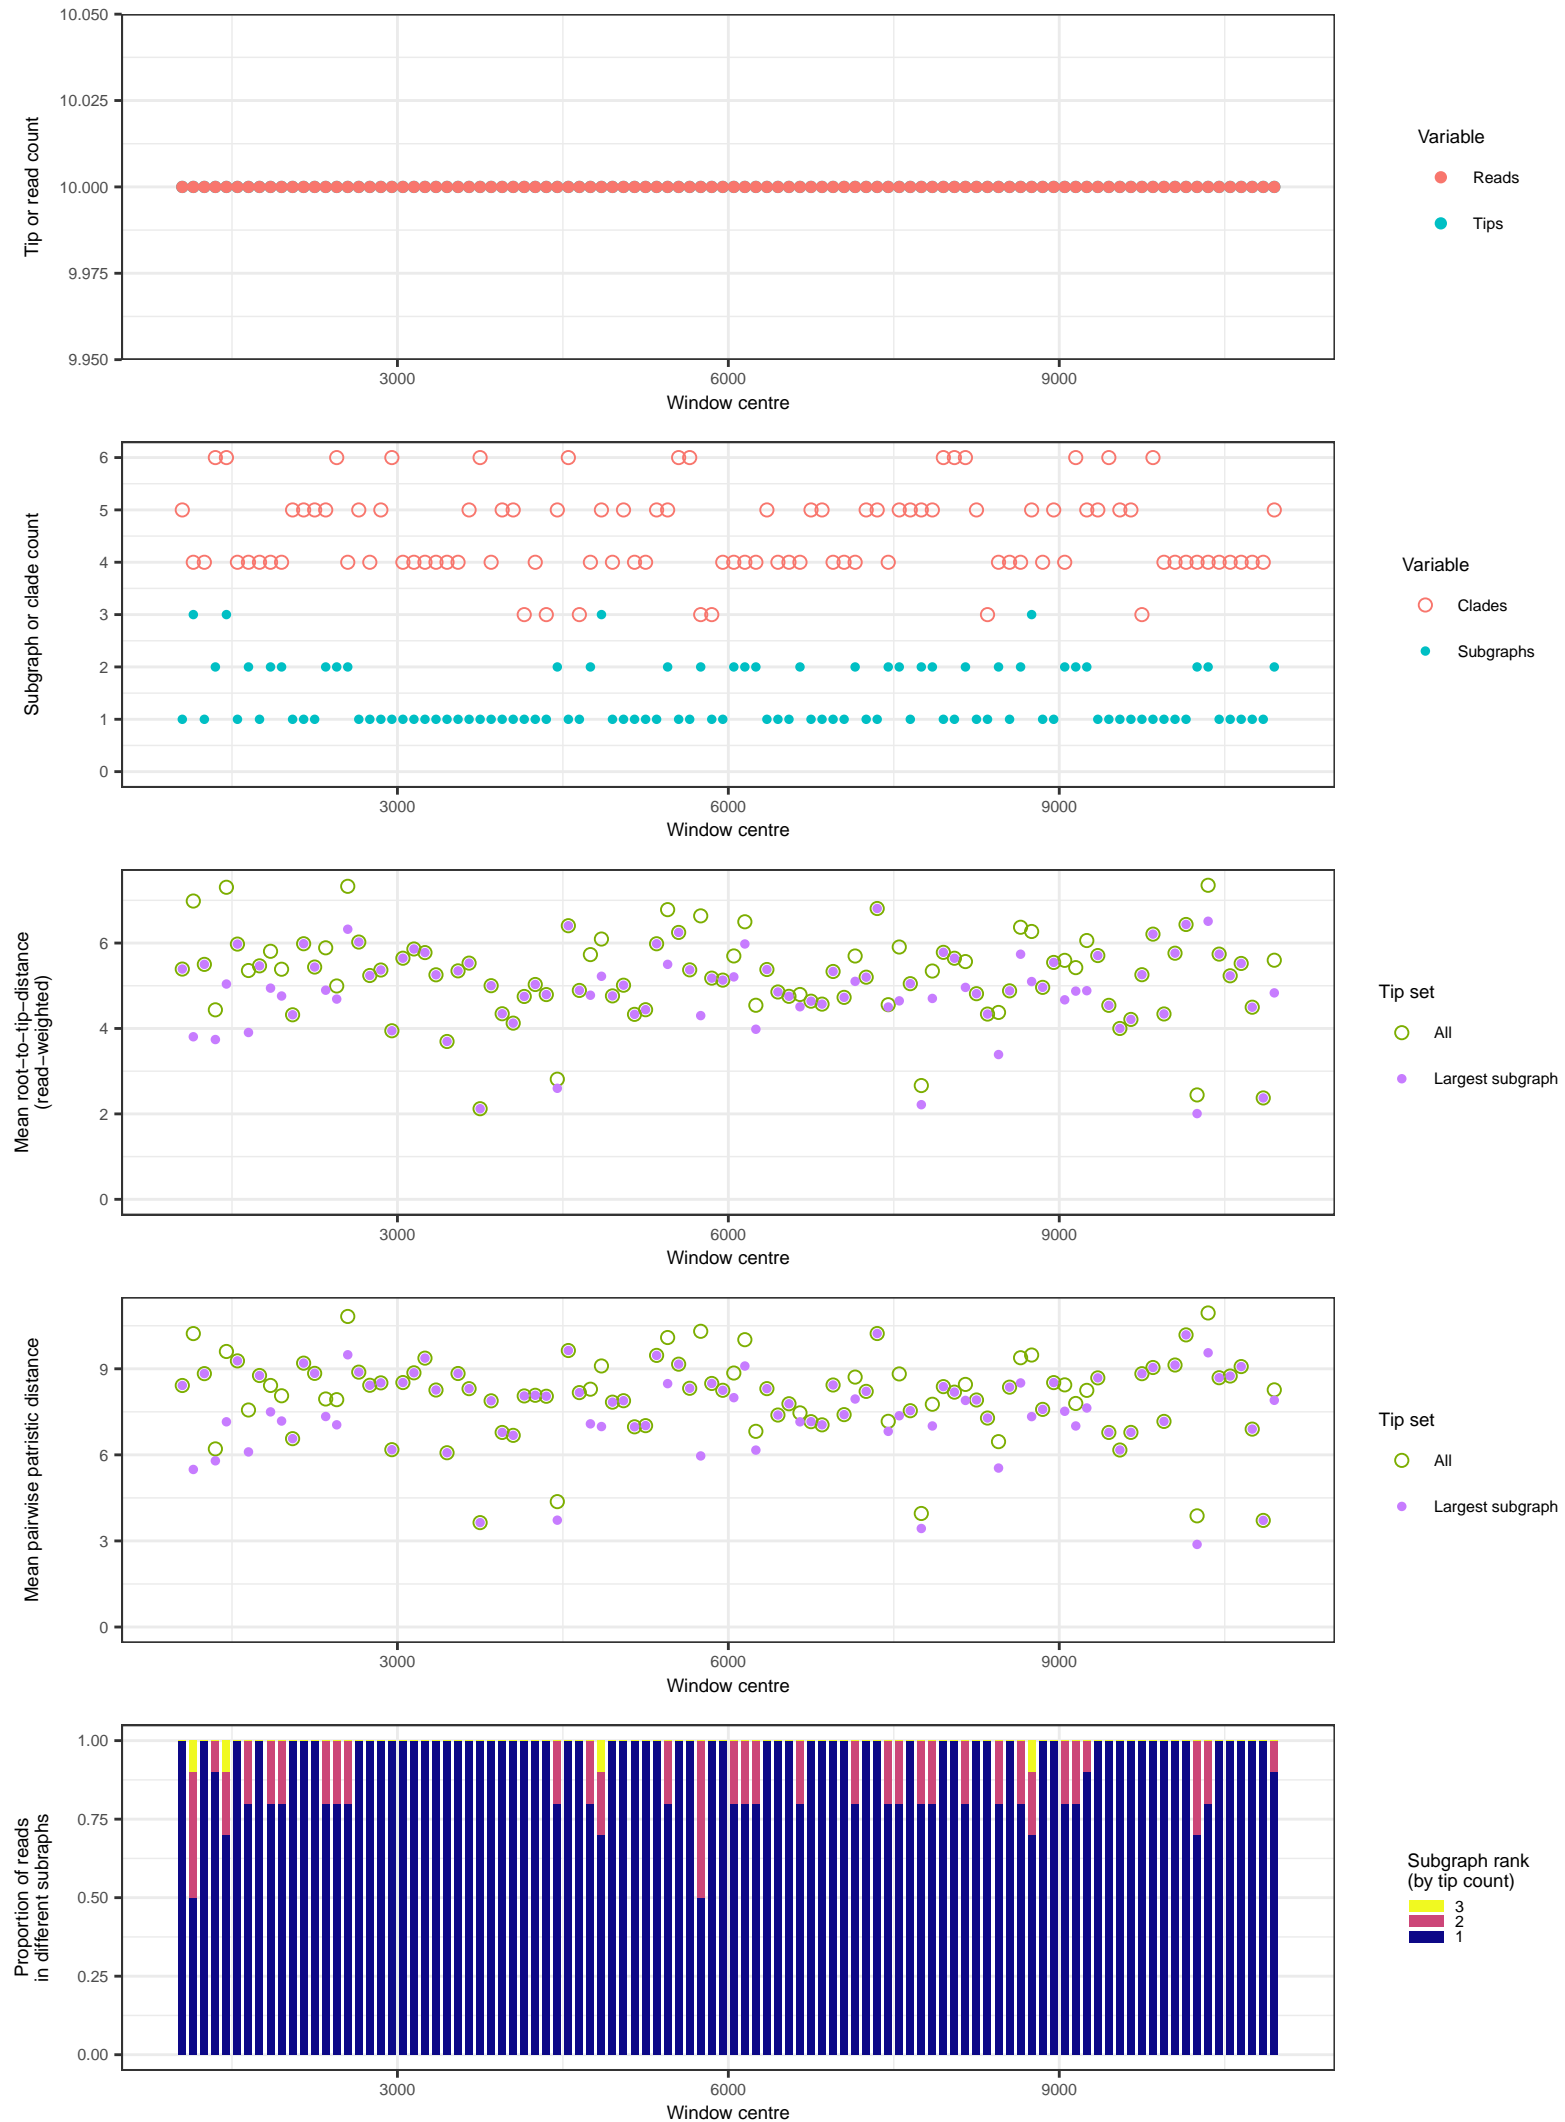 10.050
10.025
10.000
9.975
9.950
Tip or read count
3000
6000
9000
Window centre
Variable
Reads
Tips
6
5
4
3
2
1
0
Subgraph or clade count
3000
6000
9000
Window centre
Variable
Clades
Subgraphs
6
4
2
0
Mean root−to−tip−distance
(read−weighted)
3000
6000
9000
Window centre
Tip set
All
Largest subgraph
9
6
3
0
Mean pairwise patristic distance
3000
6000
9000
Window centre
Tip set
All
Largest subgraph
1.00
0.75
0.50
0.25
0.00
Proportion of reads
in different subraphs
3000
6000
9000
Window centre
Subgraph rank
(by tip count)
3
2
1